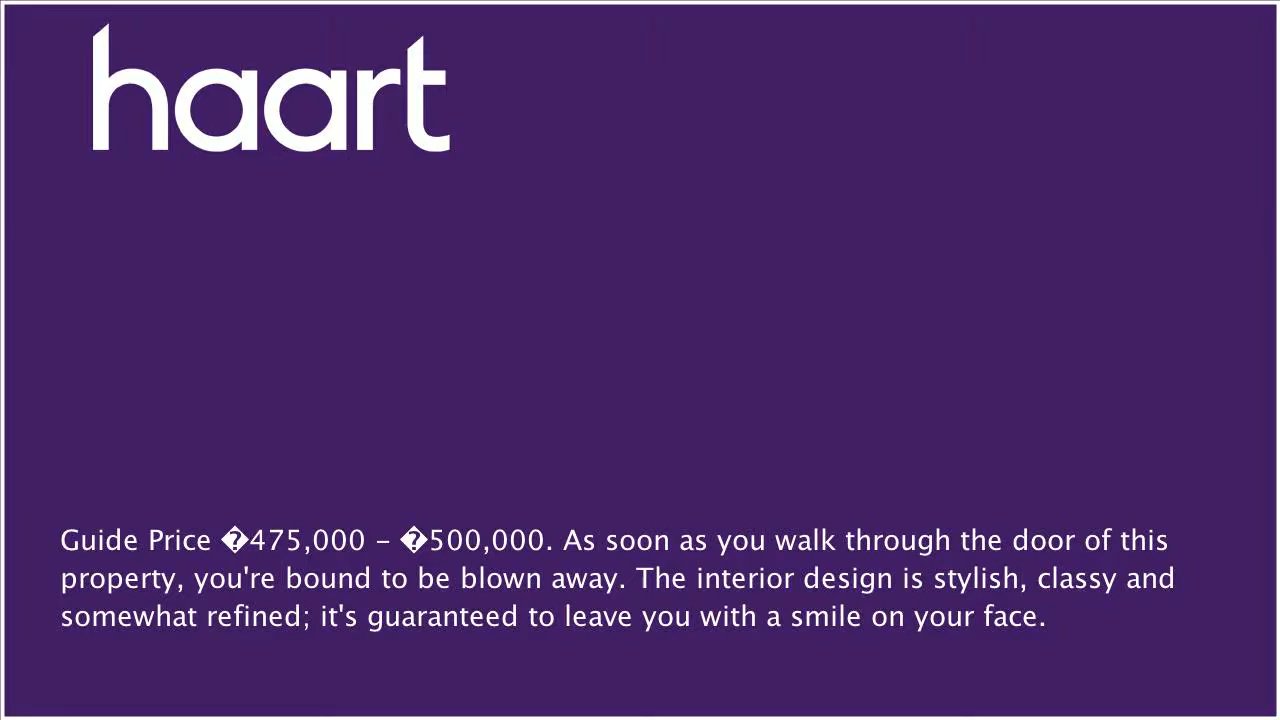 haart
Guide Price �475,000 – �500,000. As soon as you walk through the door of this
property, you're bound to be blown away. The interior design is stylish, classy and
somewhat refined; it's guaranteed to leave you with a smile on your face.